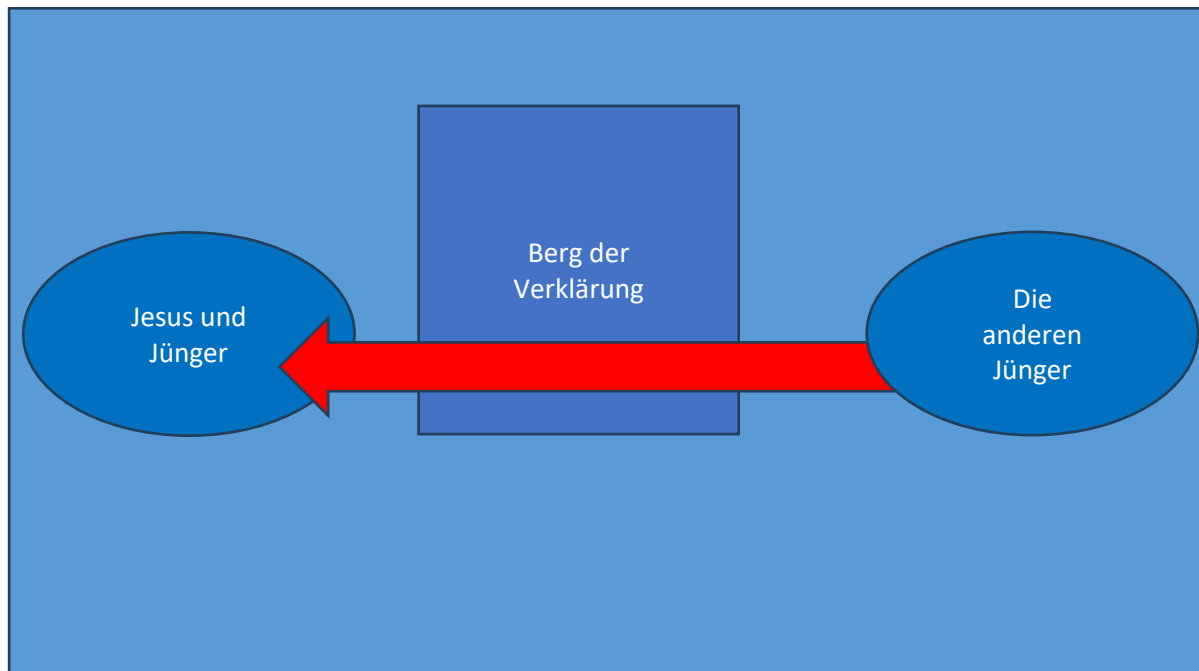 Jesus und
Jünger
Berg der
Verklärung
Die
anderen
Jünger